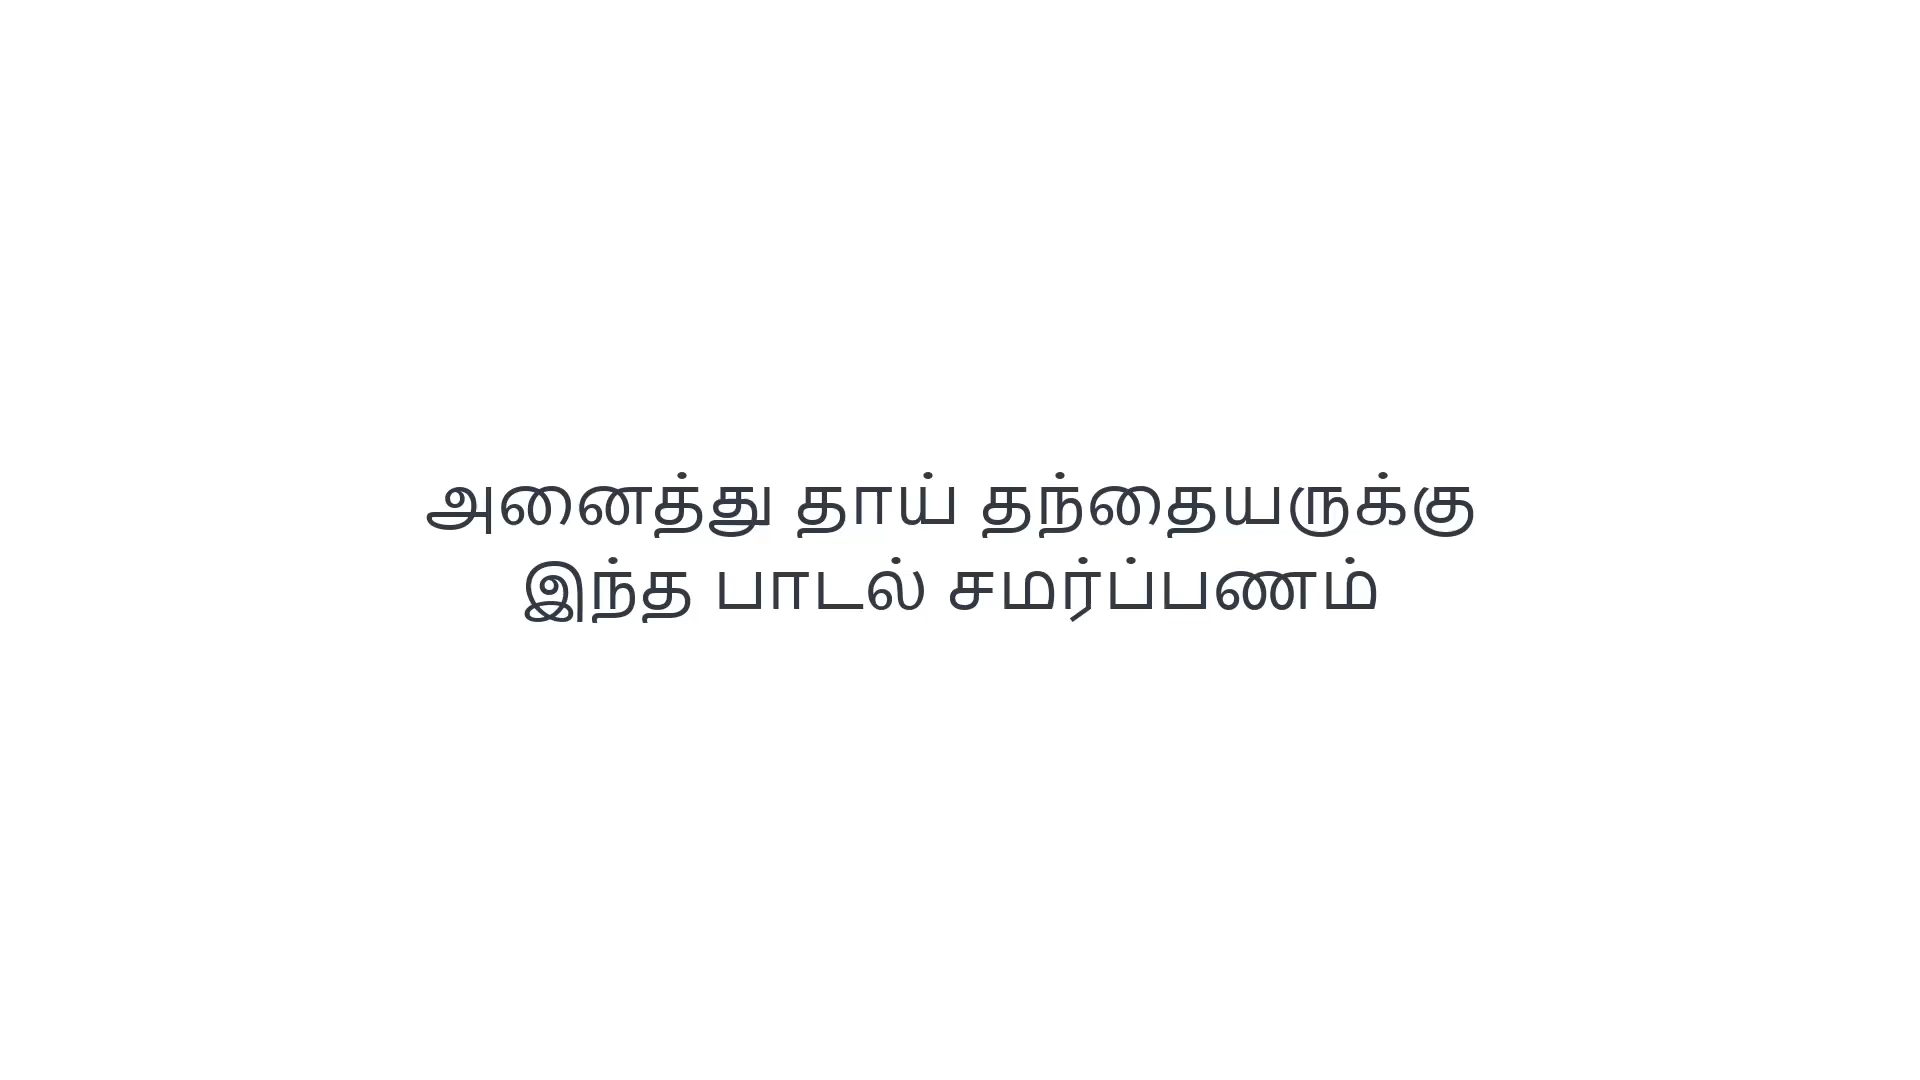 அனைத்து தாய் தந்தையருக்கு
இந்த பாடல் சமர்ப்பணம்